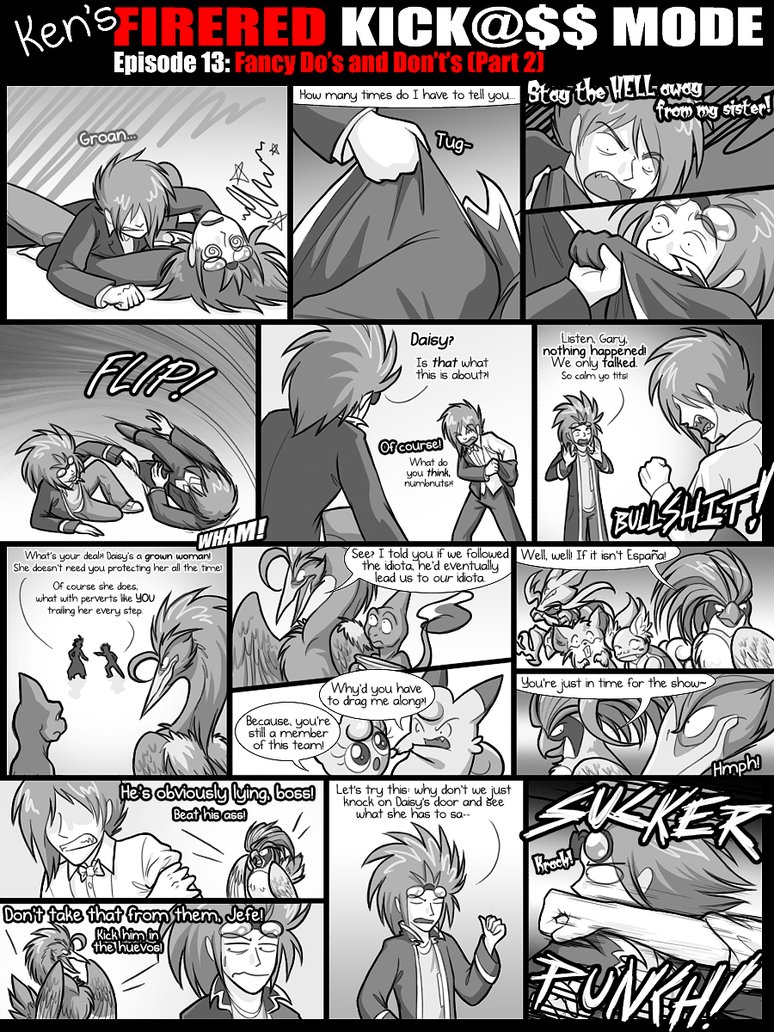 Ken's FIRERED KICK@$$ MODE
Episode 13: Fancy Do's and Don't's (Part 2)
Groan...
How many times do I have to tell you...
Tug-
Stay the HELL away
from my sister!
FLIP!
WHAM!
Daisy?
Is that what
this is about?!
Of course!
What do
you think,
numbnuts?!
Listen, Gary,
nothing happened!
We only talked.
So calm yo tits!
BULLSHIT!
What's your deal?! Daisy's a grown woman!
She doesn't need you protecting her all the time!
Of course she does,
what with perverts like YOU
trailing her every step.
See? I told you if we followed
the idiota, he'd eventually
lead us to our idiota.
Why'd you have
to drag me along?!
Because, you're
still a member
of this team!
Well, well! If it isn't España!
You're just in time for the show~
Hmph!
He's obviously lying, boss!
Beat his ass!
Don't take that from them, Jefe!
Kick him in
the huevos!
Let's try this: why don't we just
knock on Daisy's door and see
what she has to sa--
SUCKER
Krack!
PUNCH!